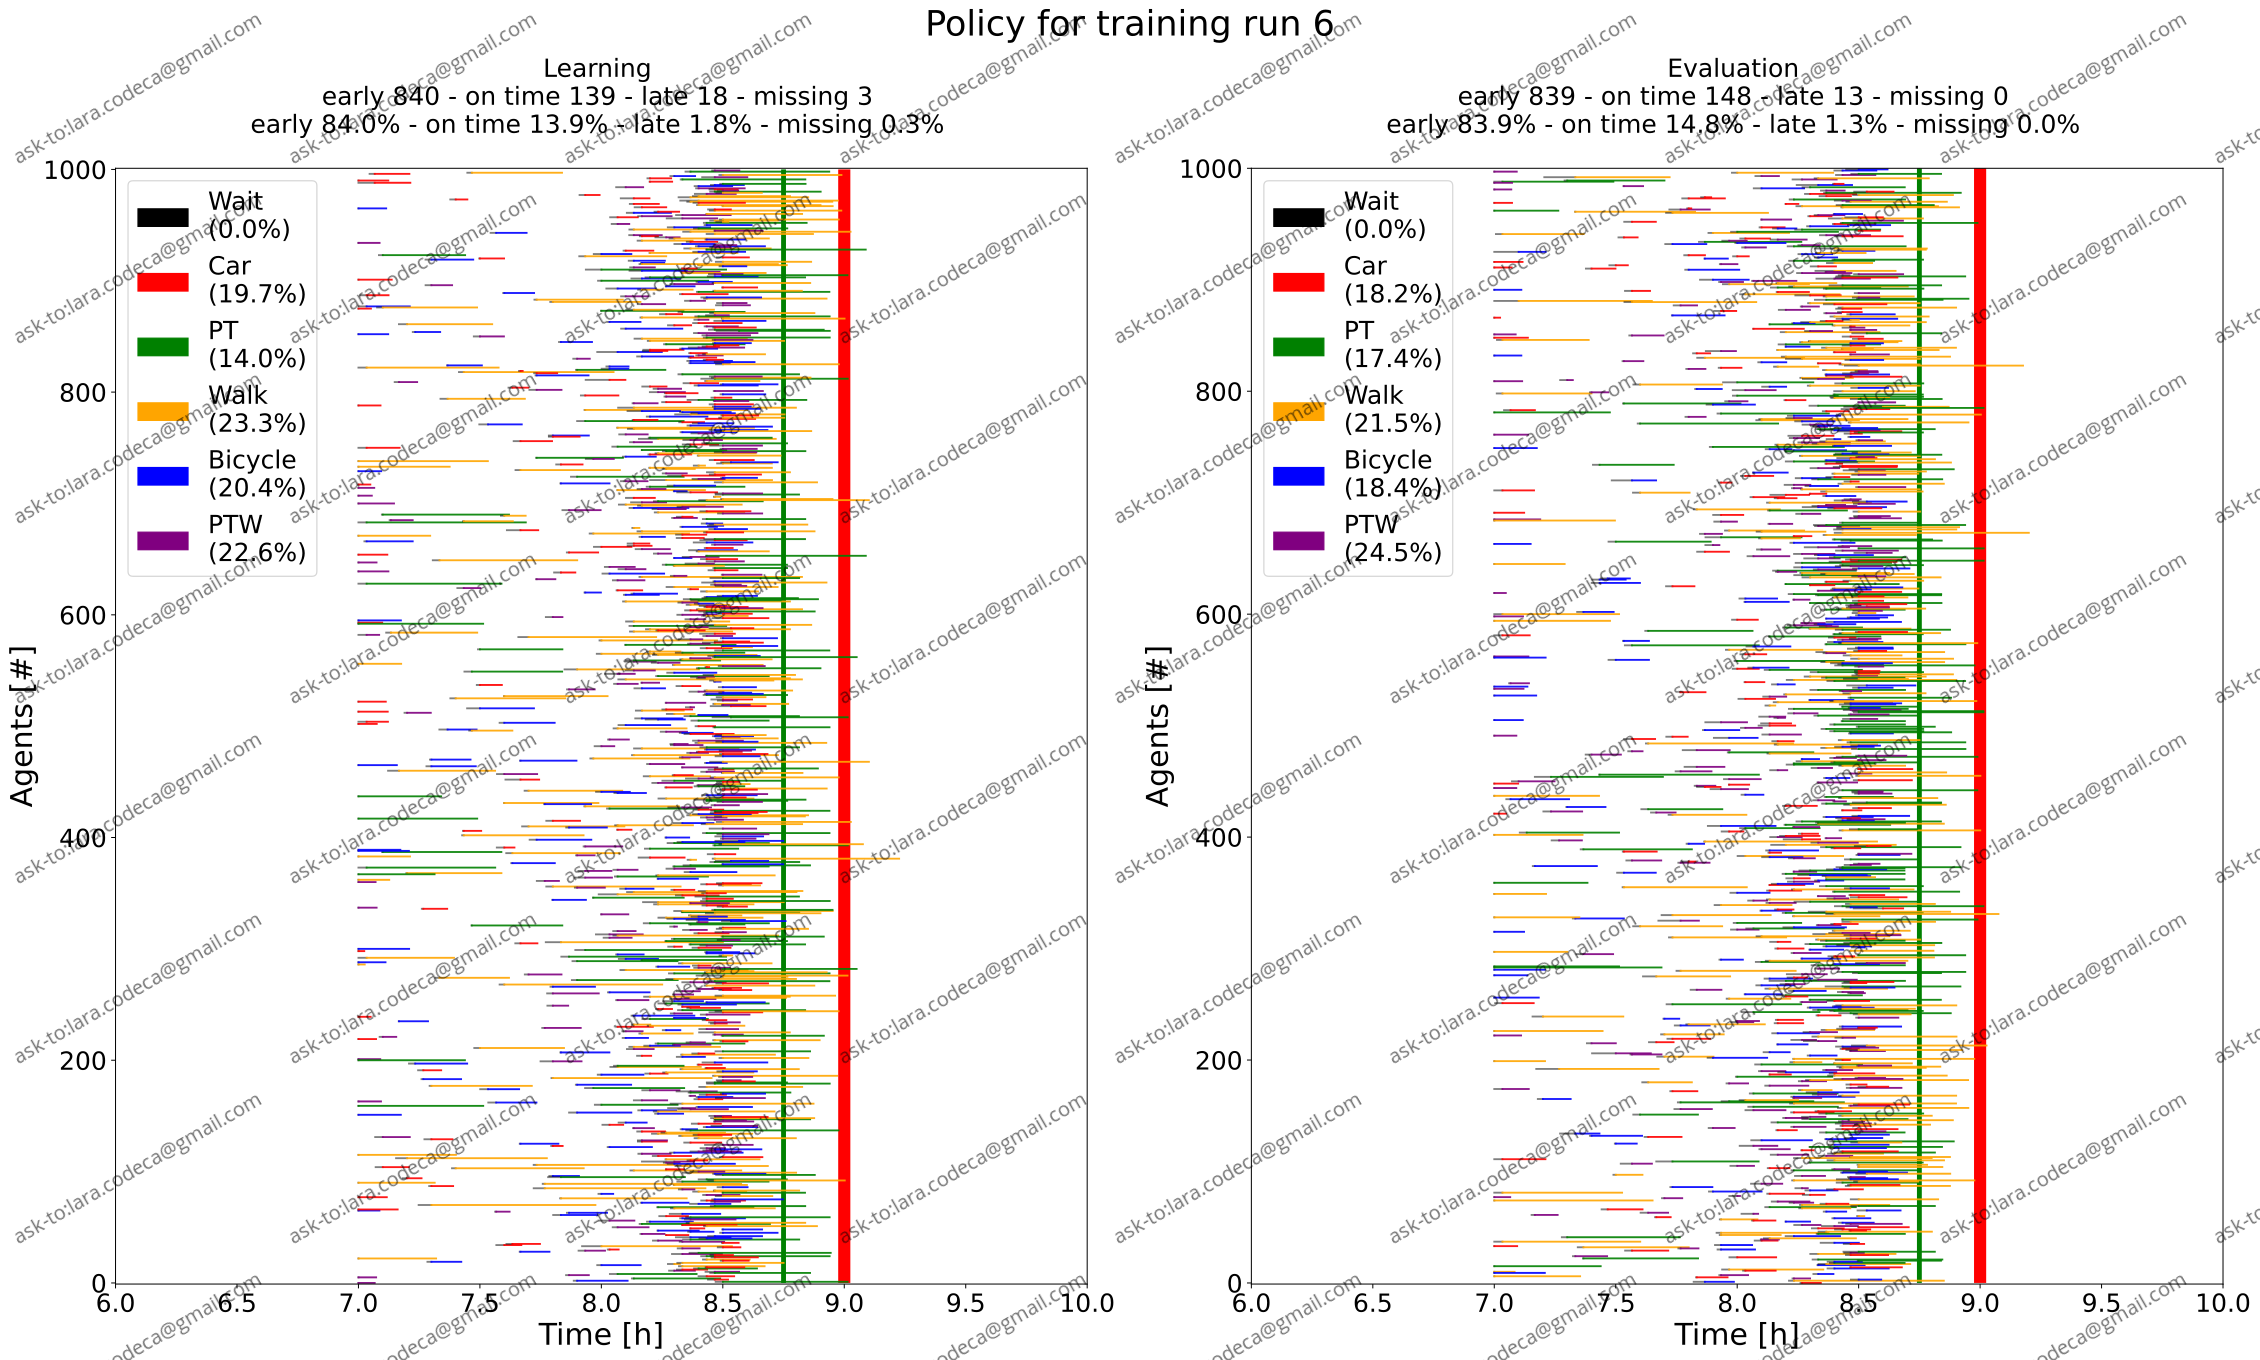 Policy for training run 6
Learning
early 840 - on time 139 - late 18 - missing 3
early 84.0% - on time 13.9% - late 1.8% - missing 0.3%
Agents [#]
1000
800
600
400
200
0
Wait
(0.0%)
Car
(19.7%)
PT
(14.0%)
Walk
(23.3%)
Bicycle
(20.4%)
PTW
(22.6%)
6.0 6.5 7.0 7.5 8.0 8.5 9.0 9.5 10.0
Time [h]
Evaluation
early 839 - on time 148 - late 13 - missing 0
early 83.9% - on time 14.8% - late 1.3% - missing 0.0%
Agents [#]
1000
800
600
400
200
0
Wait
(0.0%)
Car
(18.2%)
PT
(17.4%)
Walk
(21.5%)
Bicycle
(18.4%)
PTW
(24.5%)
6.0 6.5 7.0 7.5 8.0 8.5 9.0 9.5 10.0
Time [h]
ask-to:lara.codeca@gmail.com